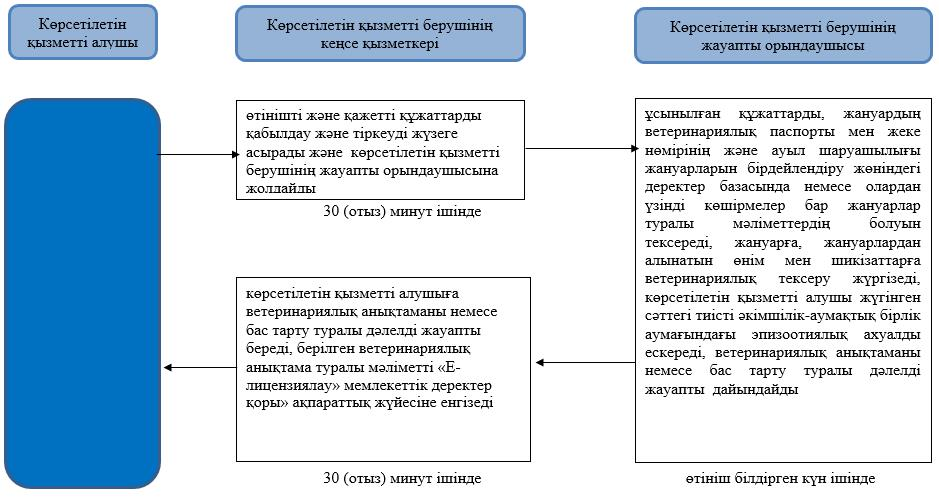 Көрсетілетін
қызметті алушы
Көрсетілетін қызметті берушінің
кеңсе қызметкері
Көрсетілетін қызметті берушінің
жауапты орындаушысы
өтінішті және қажетті құжаттарды
қабылдау және тіркеуді жүзеге
асырады және көрсетілетін қызметті
берушінің жауапты орындаушысына
жолдайды
30 (отыз) минут ішінде
ұсынылған құжаттарды, жануардың
ветеринариялық паспорты мен жеке
нөмірінің және ауыл шаруашылығы
жануарларын бірдейлендіру жөніндегі
деректер базасында немесе олардан
үзінді көшірмелер бар жануарлар
туралы мәліметтердің болуын
тексереді, жануарға, жануарлардан
алынатын өнім мен шикізаттарға
ветеринариялық тексеру жүргізеді,
көрсетілетін қызметті алушы жүгінген
сәттегі тиісті әкімшілік-аумақтық бірлік
аумағындағы эпизоотиялық ахуалды
ескереді, ветеринариялық анықтаманы
немесе бас тарту туралы дәлелді
жауапты дайындайды
өтініш білдірген күн ішінде
көрсетілетін қызметті алушыға
ветеринариялық анықтаманы немесе
бас тарту туралы дәлелді жауапты
береді, берілген ветеринариялық
анықтама туралы мәліметті «Е-
лицензиялау» мемлекеттік деректер
қоры» ақпараттық жүйесіне енгізеді
30 (отыз) минут ішінде